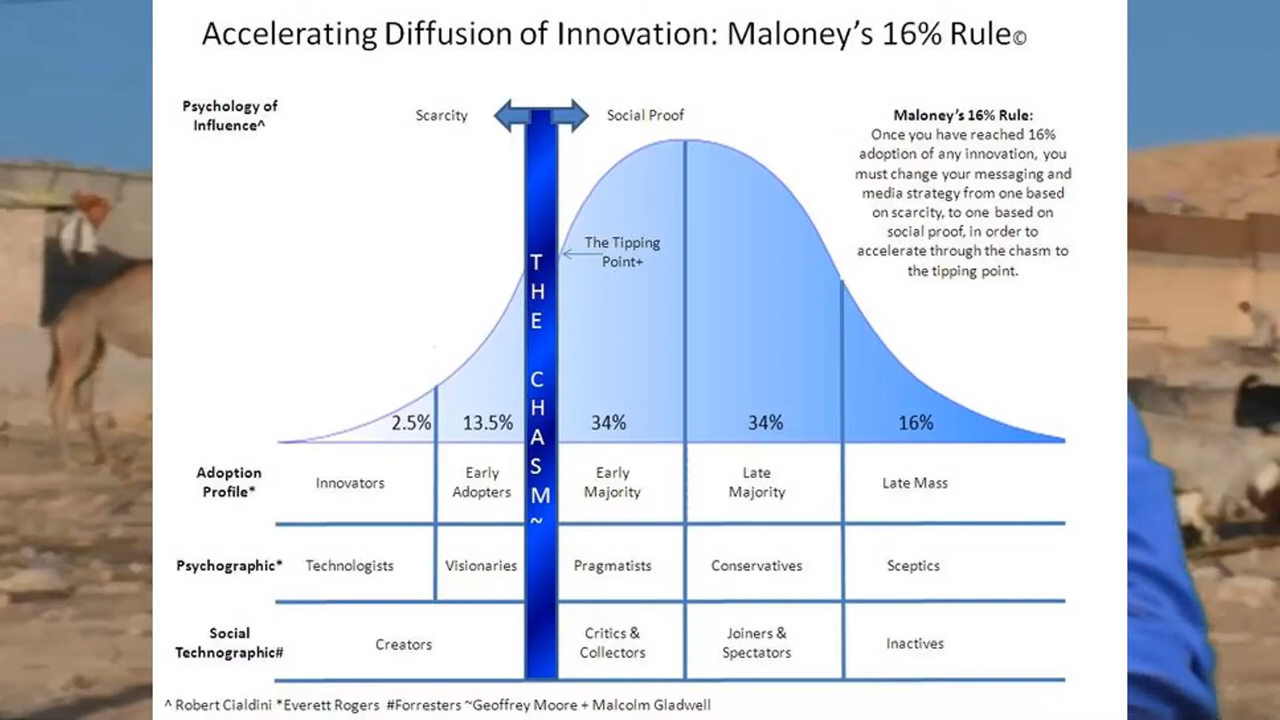 Accelerating Diffusion of Innovation: Maloney's 16% Rule©
Psychology of
Influence^
Scarcity
Social Proof
Maloney's 16% Rule:
Once you have reached 16%
adoption of any innovation, you
must change your messaging and
media strategy from one based
on scarcity, to one based on
social proof, in order to
accelerate through the chasm to
the tipping point.
The Tipping
Point+
THE CHASM~
2.5%
13.5%
34%
34%
16%
Adoption
Profile*
Innovators
Early
Adopters
Early
Majority
Late
Majority
Late Mass
Psychographic*
Technologists
Visionaries
Pragmatists
Conservatives
Sceptics
Social
Technographic#
Creators
Critics &
Collectors
Joiners &
Spectators
Inactives
^ Robert Cialdini *Everett Rogers #Forresters ~Geoffrey Moore + Malcolm Gladwell